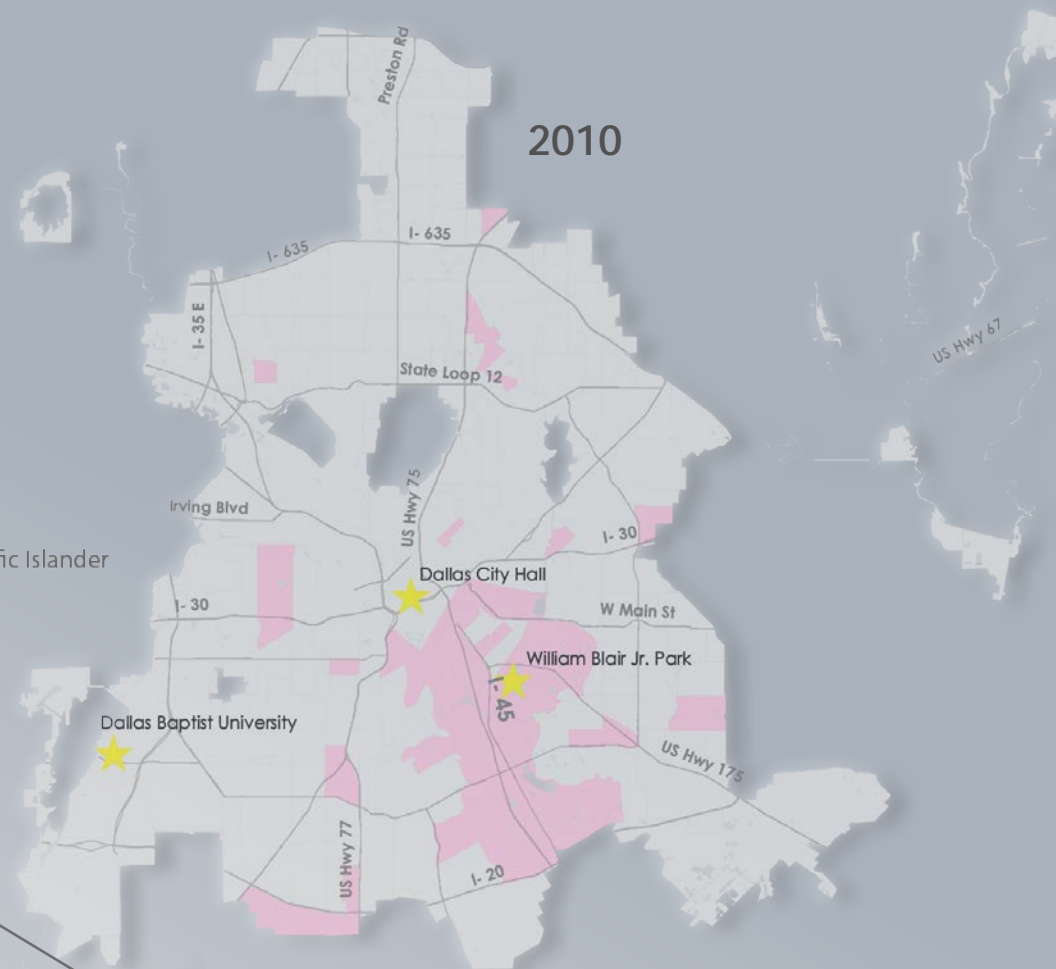 Preston Rd
2010
I- 635
I- 635
I- 35 E
State Loop 12
US Hwy 67
US Hwy 75
Irving Blvd
I- 30
fic Islander
Dallas City Hall
I- 30
W Main St
William Blair Jr. Park
I- 45
Dallas Baptist University
US Hwy 175
US Hwy 77
I- 20